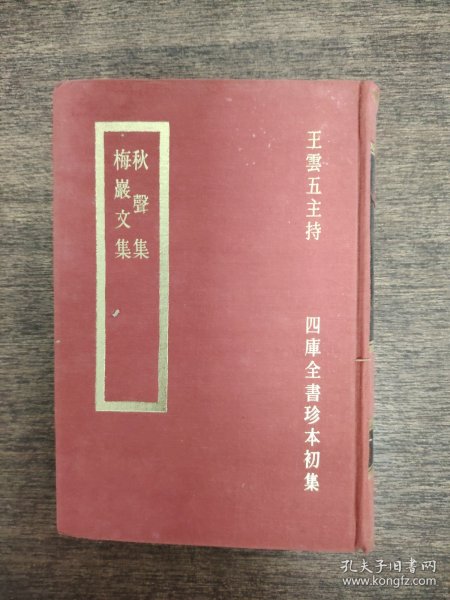 王雲五主持 四庫全書珍本初集
秋聲集
梅巖文集
孔夫子旧书网
www.kongfz.com